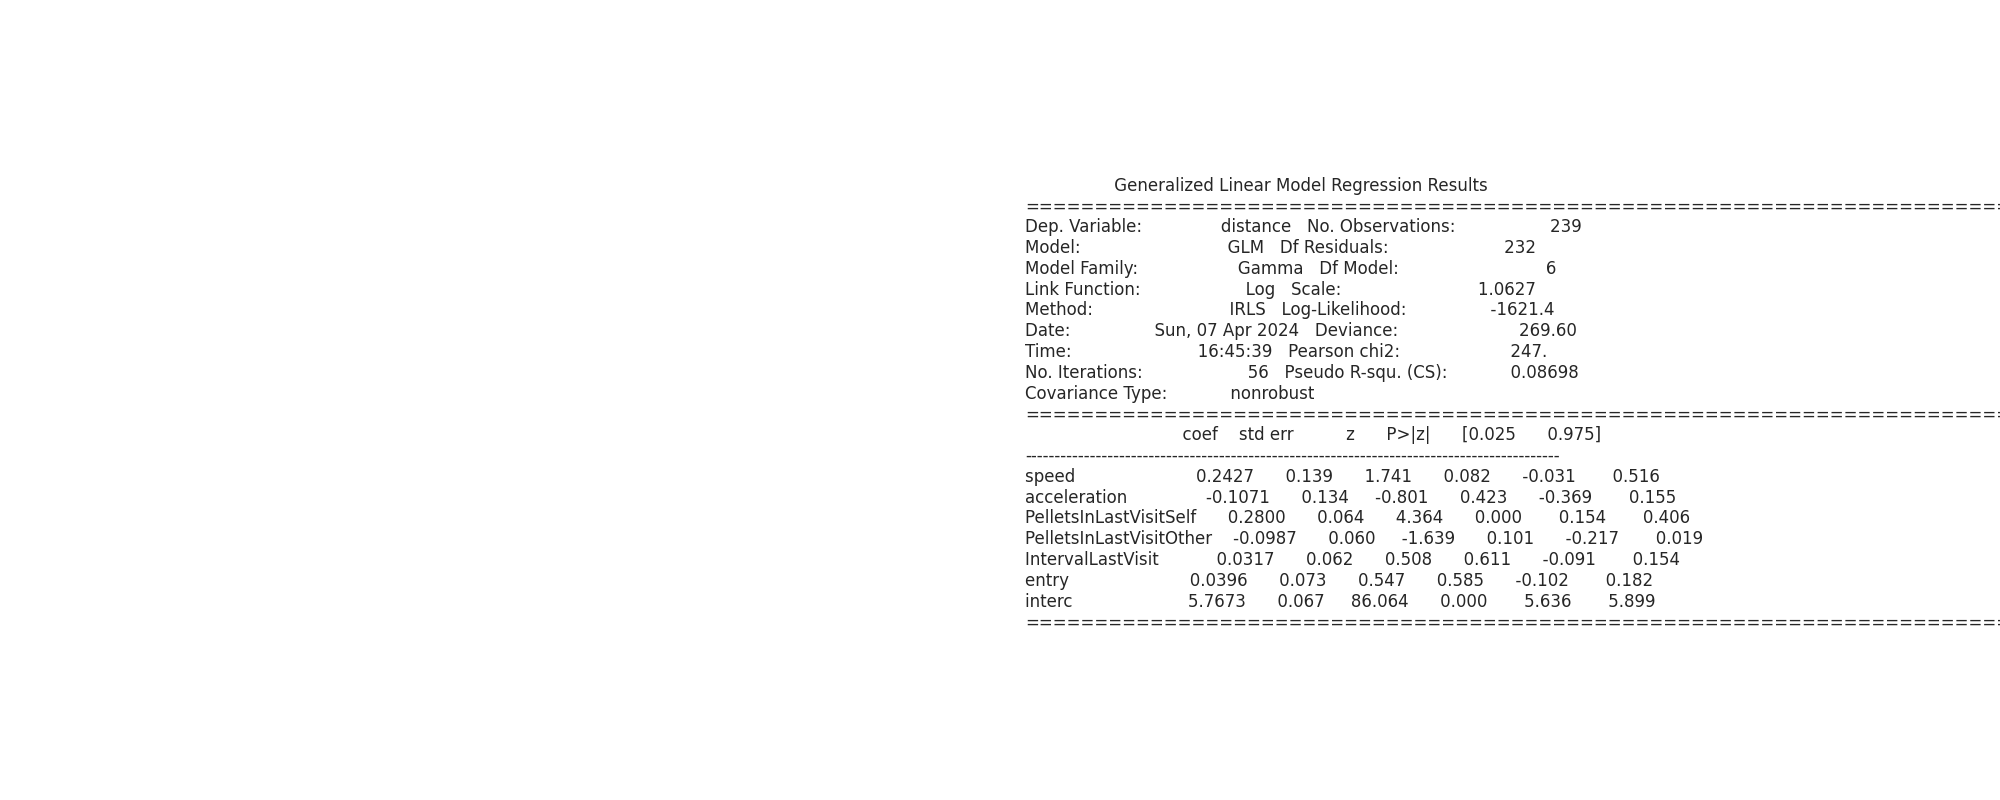 Generalized Linear Model Regression Results
==============================================================================
Dep. Variable: distance No. Observations: 239
Model: GLM Df Residuals: 232
Model Family: Gamma Df Model: 6
Link Function: Log Scale: 1.0627
Method: IRLS Log-Likelihood: -1621.4
Date: Sun, 07 Apr 2024 Deviance: 269.60
Time: 16:45:39 Pearson chi2: 247.
No. Iterations: 56 Pseudo R-squ. (CS): 0.08698
Covariance Type: nonrobust
==============================================================================
coef std err z P>|z| [0.025 0.975]
------------------------------------------------------------------------------------------
speed 0.2427 0.139 1.741 0.082 -0.031 0.516
acceleration -0.1071 0.134 -0.801 0.423 -0.369 0.155
PelletsInLastVisitSelf 0.2800 0.064 4.364 0.000 0.154 0.406
PelletsInLastVisitOther -0.0987 0.060 -1.639 0.101 -0.217 0.019
IntervalLastVisit 0.0317 0.062 0.508 0.611 -0.091 0.154
entry 0.0396 0.073 0.547 0.585 -0.102 0.182
interc 5.7673 0.067 86.064 0.000 5.636 5.899
==============================================================================